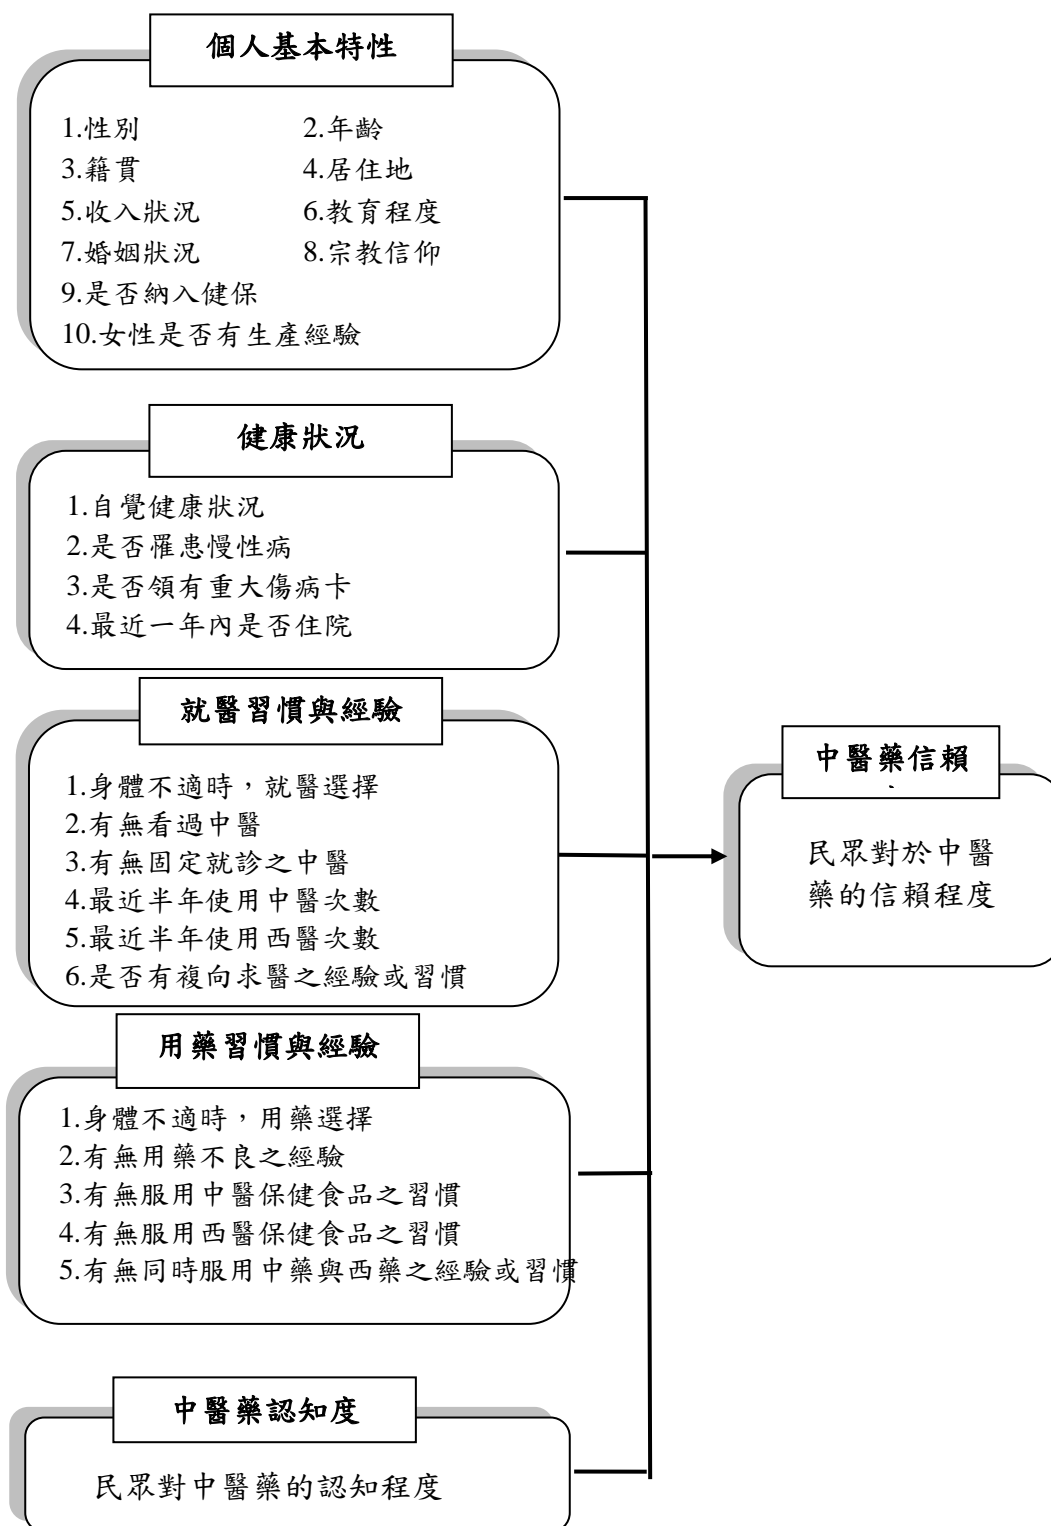 個人基本特性
1.性別 2.年齡
3.籍貫 4.居住地
5.收入狀況 6.教育程度
7.婚姻狀況 8.宗教信仰
9.是否納入健保
10.女性是否有生產經驗
健康狀況
1.自覺健康狀況
2.是否罹患慢性病
3.是否領有重大傷病卡
4.最近一年內是否住院
就醫習慣與經驗
1.身體不適時，就醫選擇
2.有無看過中醫
3.有無固定就診之中醫
4.最近半年使用中醫次數
5.最近半年使用西醫次數
6.是否有複向求醫之經驗或習慣
用藥習慣與經驗
1.身體不適時，用藥選擇
2.有無用藥不良之經驗
3.有無服用中醫保健食品之習慣
4.有無服用西醫保健食品之習慣
5.有無同時服用中藥與西藥之經驗或習慣
中醫藥認知度
民眾對中醫藥的認知程度
中醫藥信賴
民眾對於中醫
藥的信賴程度